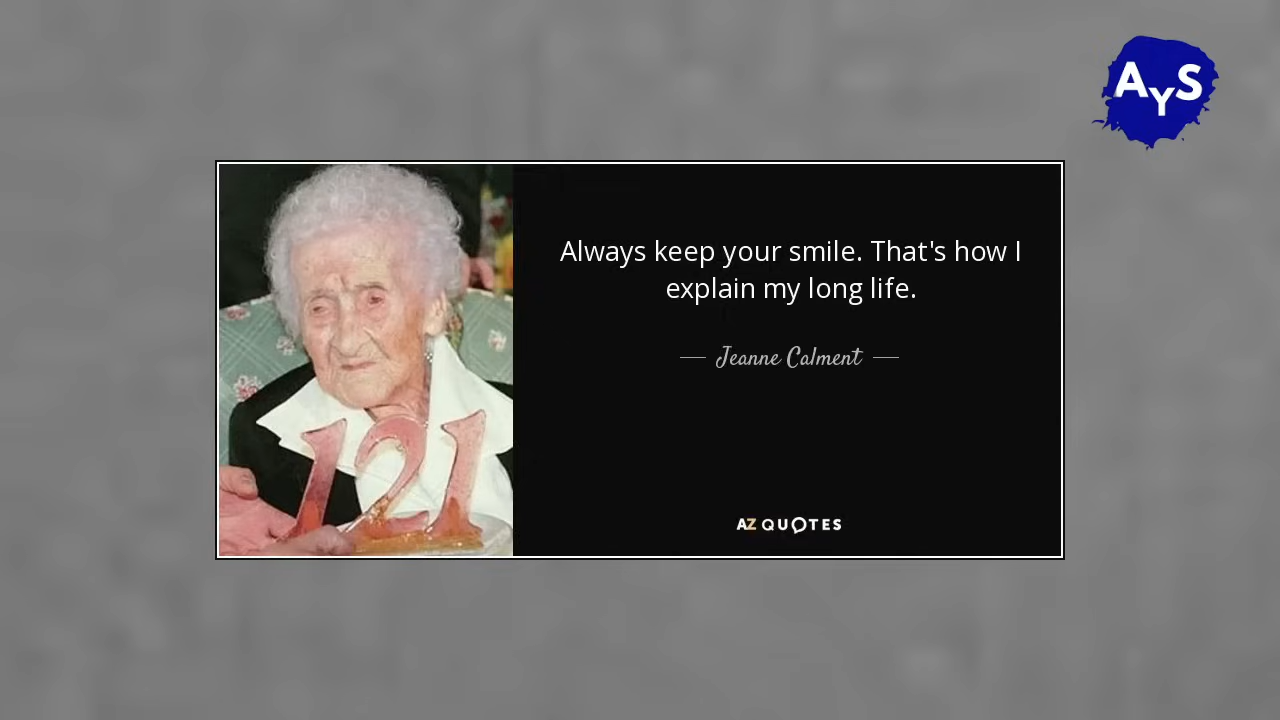 AYS
Always keep your smile. That's how I
explain my long life.
Jeanne Calment
121
AZ QUOTES